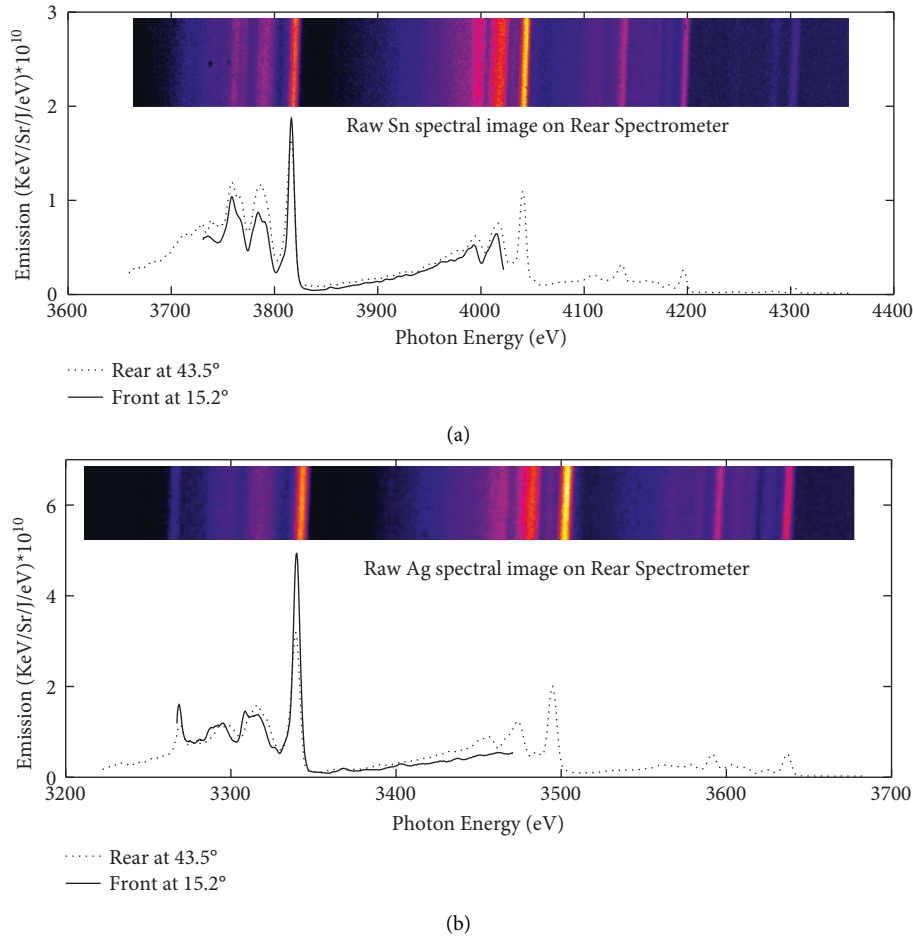 3
2
1
0
Emission (KeV/Sr/J/eV)*10^10
Raw Sn spectral image on Rear Spectrometer
3600 3700 3800 3900 4000 4100 4200 4300 4400
Photon Energy (eV)
Rear at 43.5°
Front at 15.2°
(a)
6
4
2
0
Emission (KeV/Sr/J/eV)*10^10
Raw Ag spectral image on Rear Spectrometer
3200 3300 3400 3500 3600 3700
Photon Energy (eV)
Rear at 43.5°
Front at 15.2°
(b)